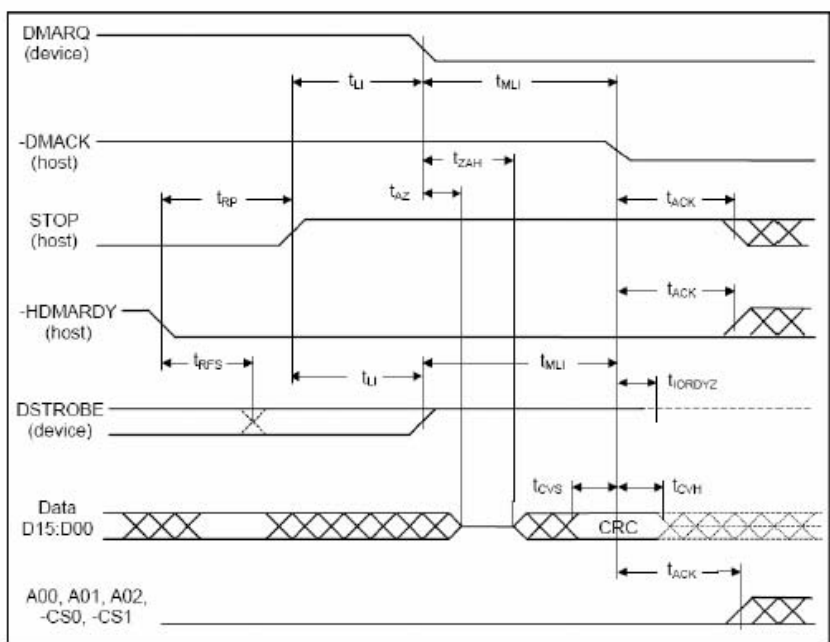 DMARQ
(device)
tLI
tMLI
-DMACK
(host)
tZAH
tAZ
tRP
tACK
STOP
(host)
tACK
-HDMARDY
(host)
tRFS
tLI
tMLI
tIORDYZ
DSTROBE
(device)
tCVS
tCVH
Data
D15:D00
CRC
tACK
A00, A01, A02,
-CS0, -CS1